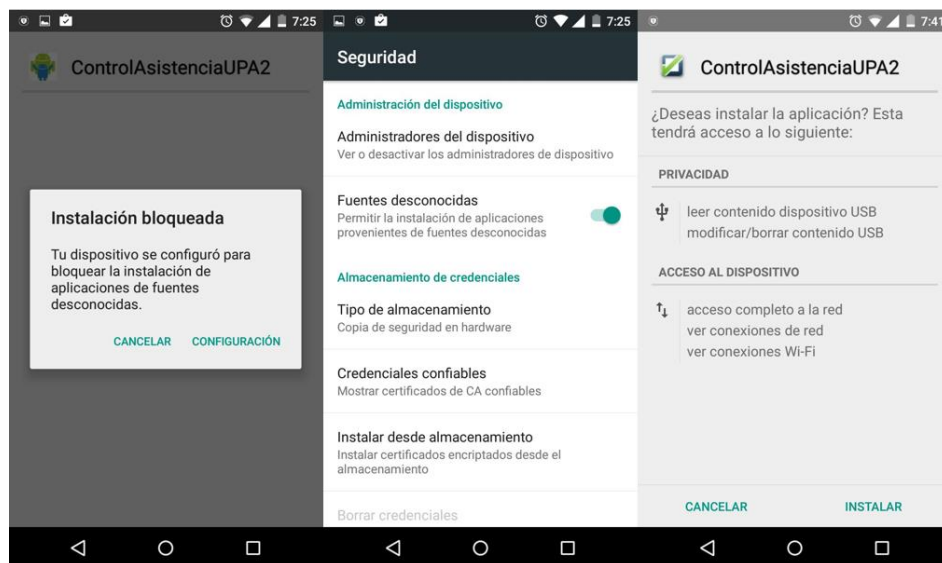 7:25
ControlAsistenciaUPA2
Instalación bloqueada
Tu dispositivo se configuró para
bloquear la instalación de
aplicaciones de fuentes
desconocidas.
CANCELAR CONFIGURACIÓN
7:25
Seguridad
Administración del dispositivo
Administradores del dispositivo
Ver o desactivar los administradores de dispositivo
Fuentes desconocidas
Permitir la instalación de aplicaciones
provenientes de fuentes desconocidas
Almacenamiento de credenciales
Tipo de almacenamiento
Copia de seguridad en hardware
Credenciales confiables
Mostrar certificados de CA confiables
Instalar desde almacenamiento
Instalar certificados encriptados desde el
almacenamiento
Borrar credenciales
7:41
ControlAsistenciaUPA2
¿Deseas instalar la aplicación? Esta
tendrá acceso a lo siguiente:
PRIVACIDAD
leer contenido dispositivo USB
modificar/borrar contenido USB
ACCESO AL DISPOSITIVO
acceso completo a la red
ver conexiones de red
ver conexiones Wi-Fi
CANCELAR INSTALAR